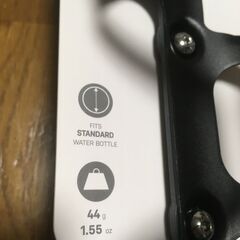 FITS
STANDARD
WATER BOTTLE
44 g
1.55 oz